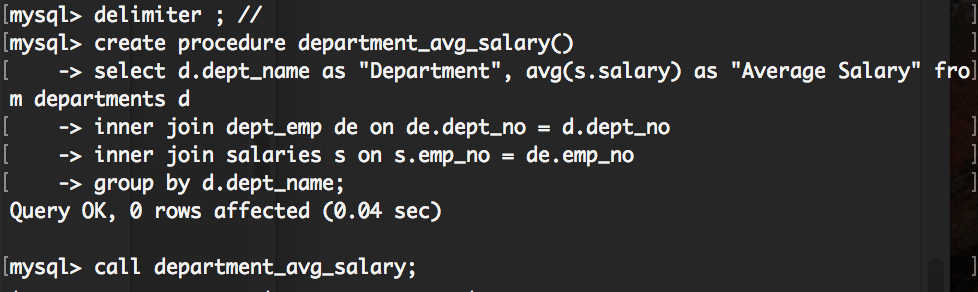 [mysql> delimiter ; //
[mysql> create procedure department_avg_salary()
[    -> select d.dept_name as "Department", avg(s.salary) as "Average Salary" fro]
m departments d
[    -> inner join dept_emp de on de.dept_no = d.dept_no
[    -> inner join salaries s on s.emp_no = de.emp_no
[    -> group by d.dept_name;
Query OK, 0 rows affected (0.04 sec)
[mysql> call department_avg_salary;